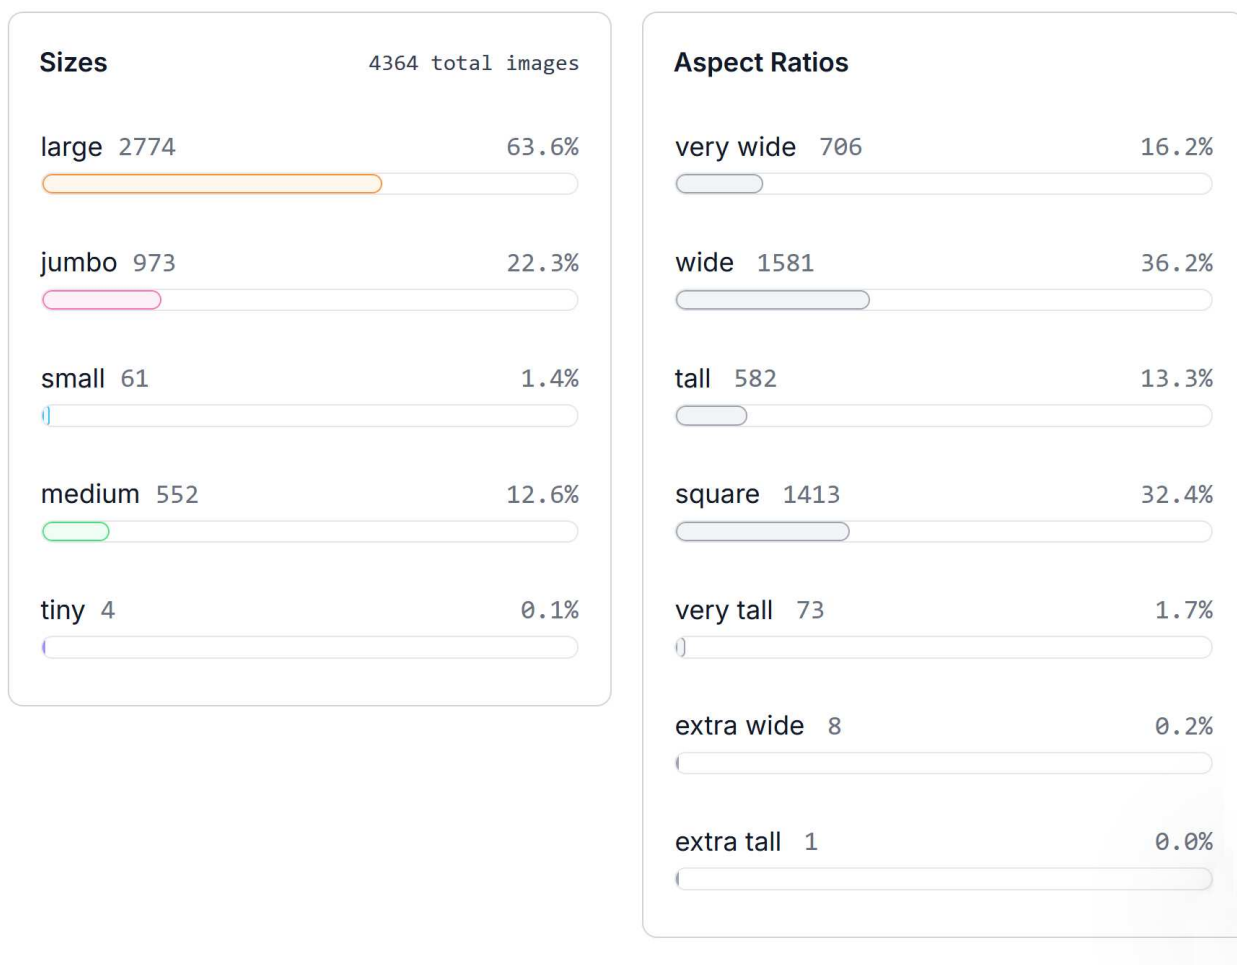 Sizes 4364 total images
large 2774 63.6%
jumbo 973 22.3%
small 61 1.4%
medium 552 12.6%
tiny 4 0.1%
Aspect Ratios
very wide 706 16.2%
wide 1581 36.2%
tall 582 13.3%
square 1413 32.4%
very tall 73 1.7%
extra wide 8 0.2%
extra tall 1 0.0%